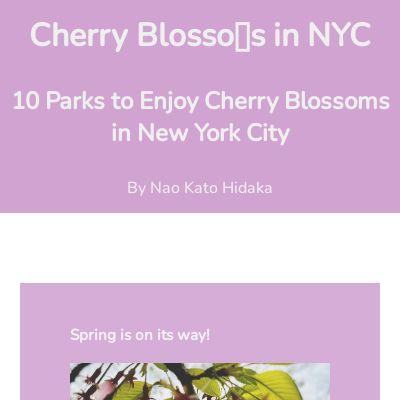 Cherry Blosso▯s in NYC
10 Parks to Enjoy Cherry Blossoms
in New York City
By Nao Kato Hidaka
Spring is on its way!